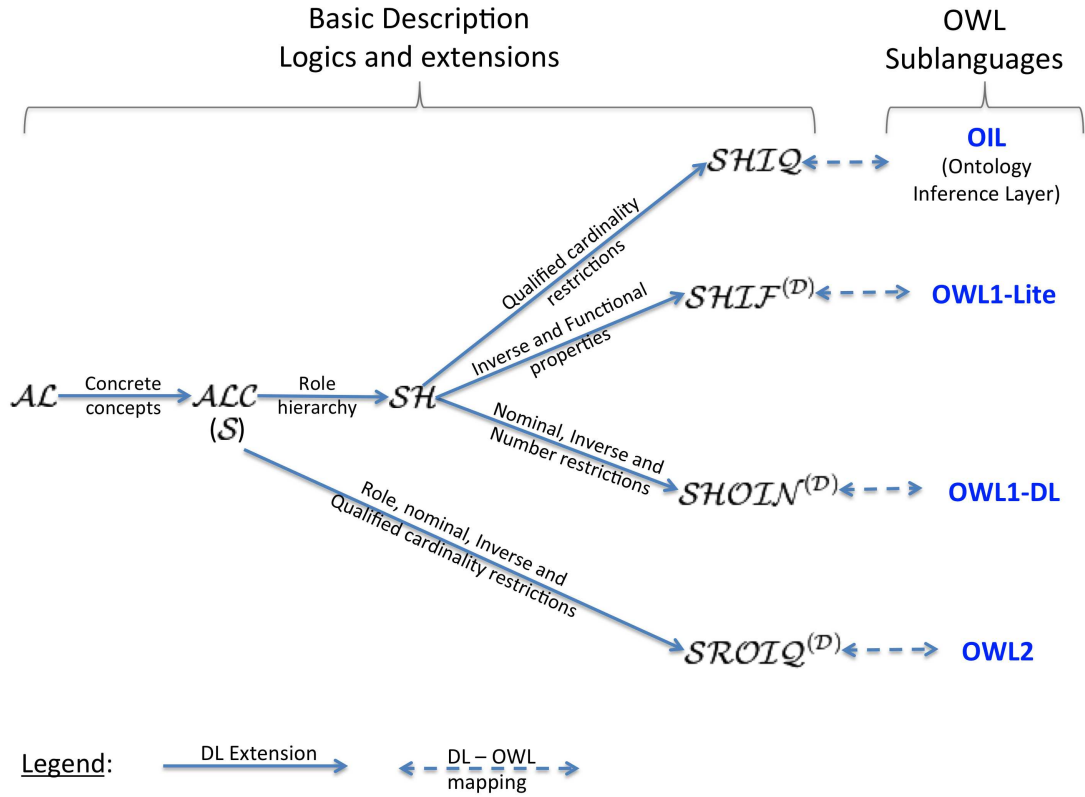 Basic Description
Logics and extensions
OWL
Sublanguages
SHIQ
OIL
(Ontology
Inference Layer)
Qualified cardinality
restrictions
SHIF(D)
OWL1-Lite
Inverse and Functional
properties
AL
Concrete
concepts
ALC
(S)
Role
hierarchy
SH
Nominal, Inverse and
Number restrictions
SHOIN(D)
OWL1-DL
Role, nominal, Inverse and
Qualified cardinality restrictions
SROIQ(D)
OWL2
Legend:
DL Extension
DL – OWL
mapping